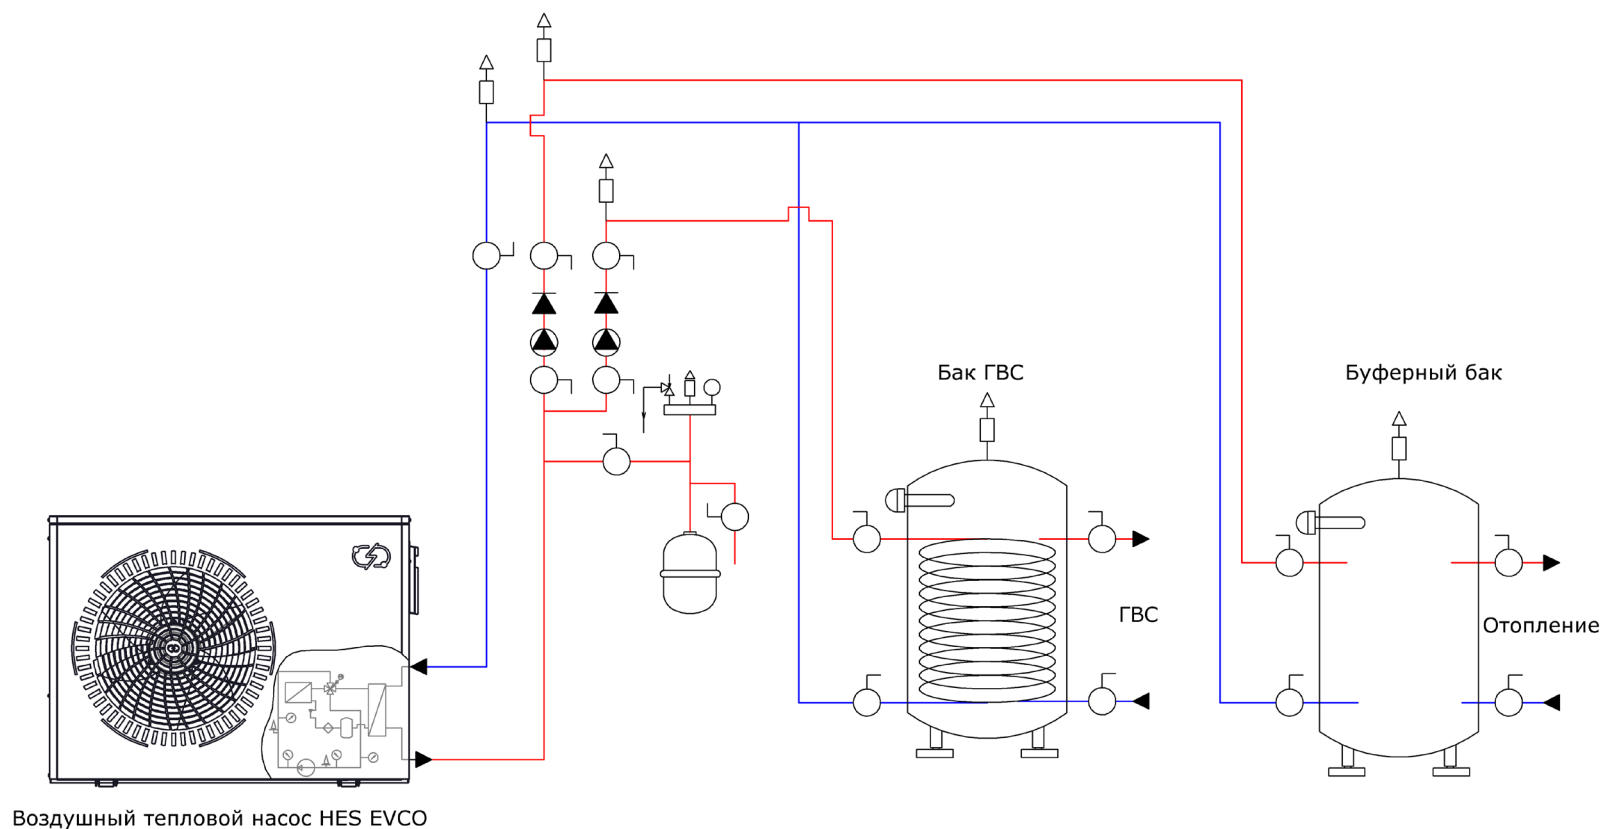 Бак ГВС
Буферный бак
ГВС
Отопление
Воздушный тепловой насос HES EVCO